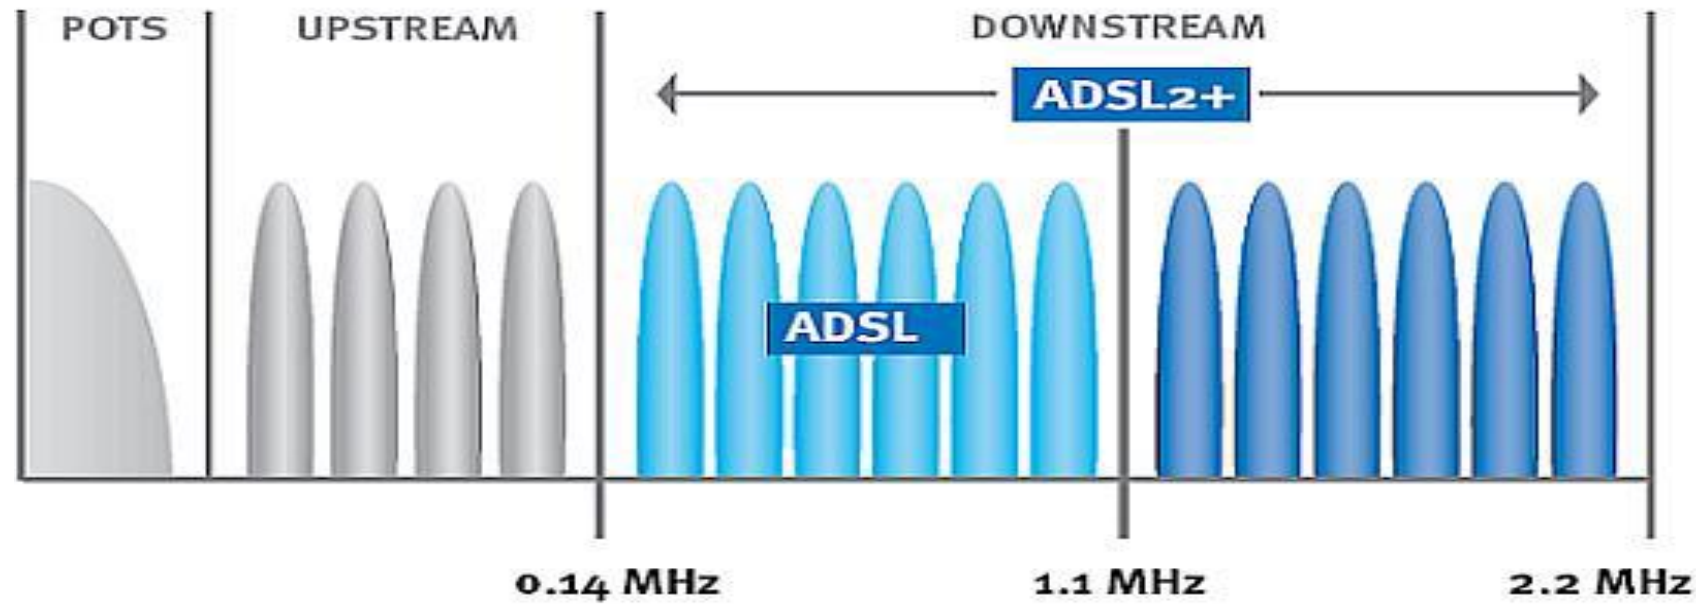 POTS UPSTREAM DOWNSTREAM
ADSL2+
ADSL
0.14 MHz 1.1 MHz 2.2 MHz